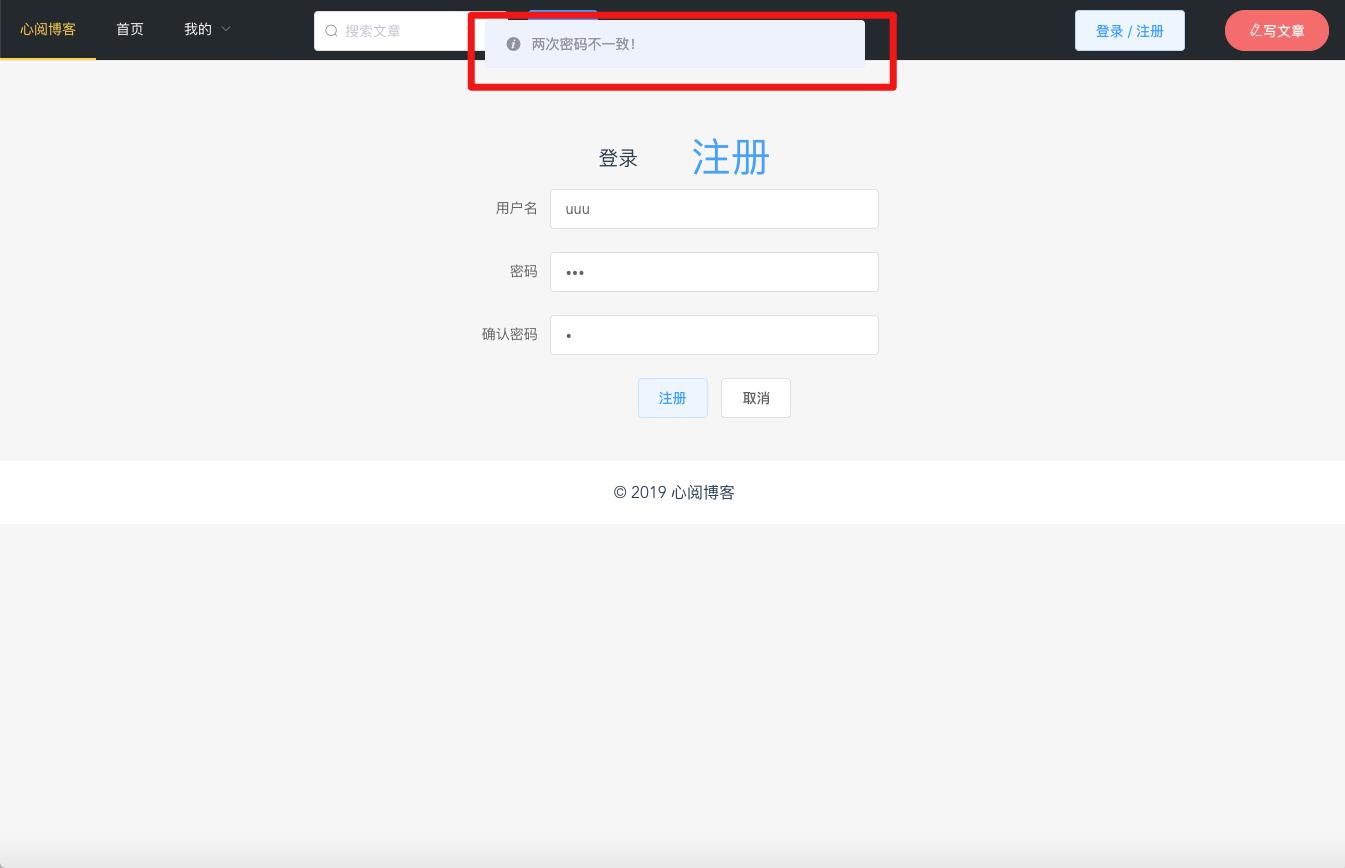 心阅博客 首页 我的 搜索文章 登录 / 注册 写文章
两次密码不一致!
登录 注册
用户名 uuu
密码 •••
确认密码 •
注册 取消
© 2019 心阅博客